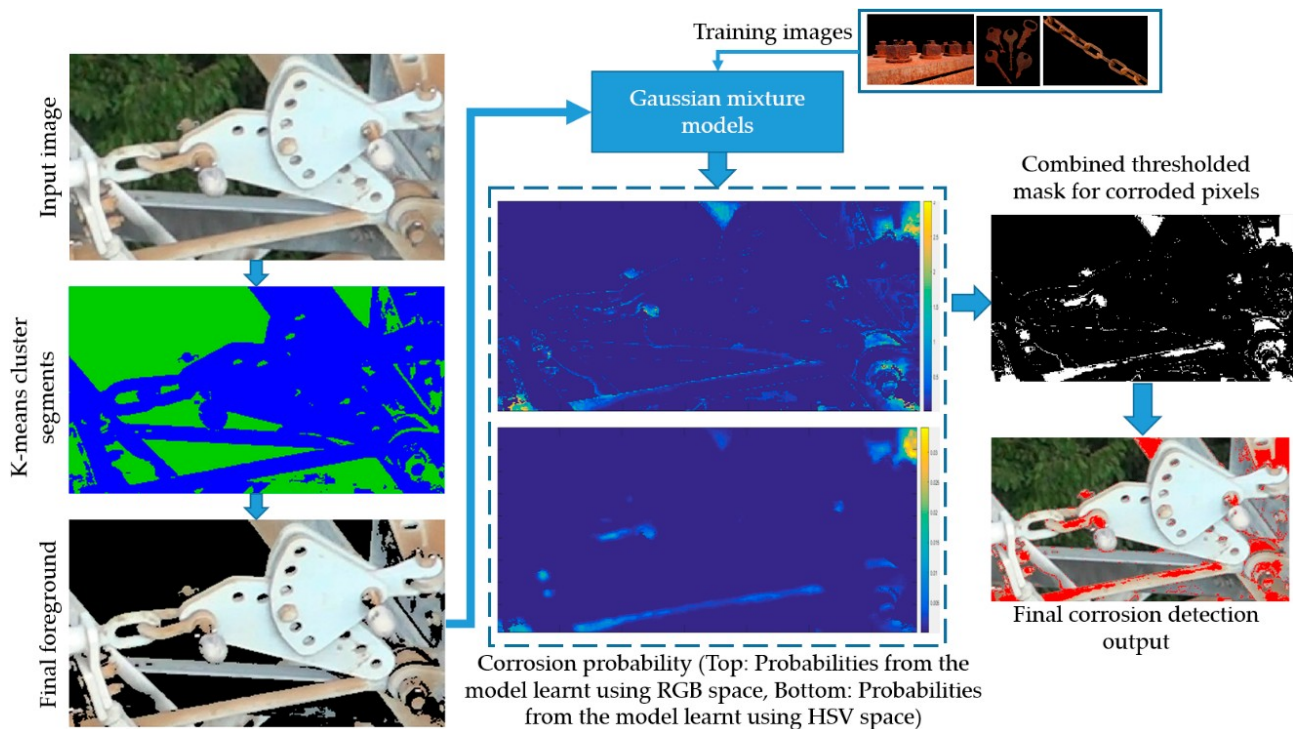 Training images
Gaussian mixture
models
Input image
K-means cluster
segments
Final foreground
Combined thresholded
mask for corroded pixels
Final corrosion detection
output
Corrosion probability (Top: Probabilities from the
model learnt using RGB space, Bottom: Probabilities
from the model learnt using HSV space)